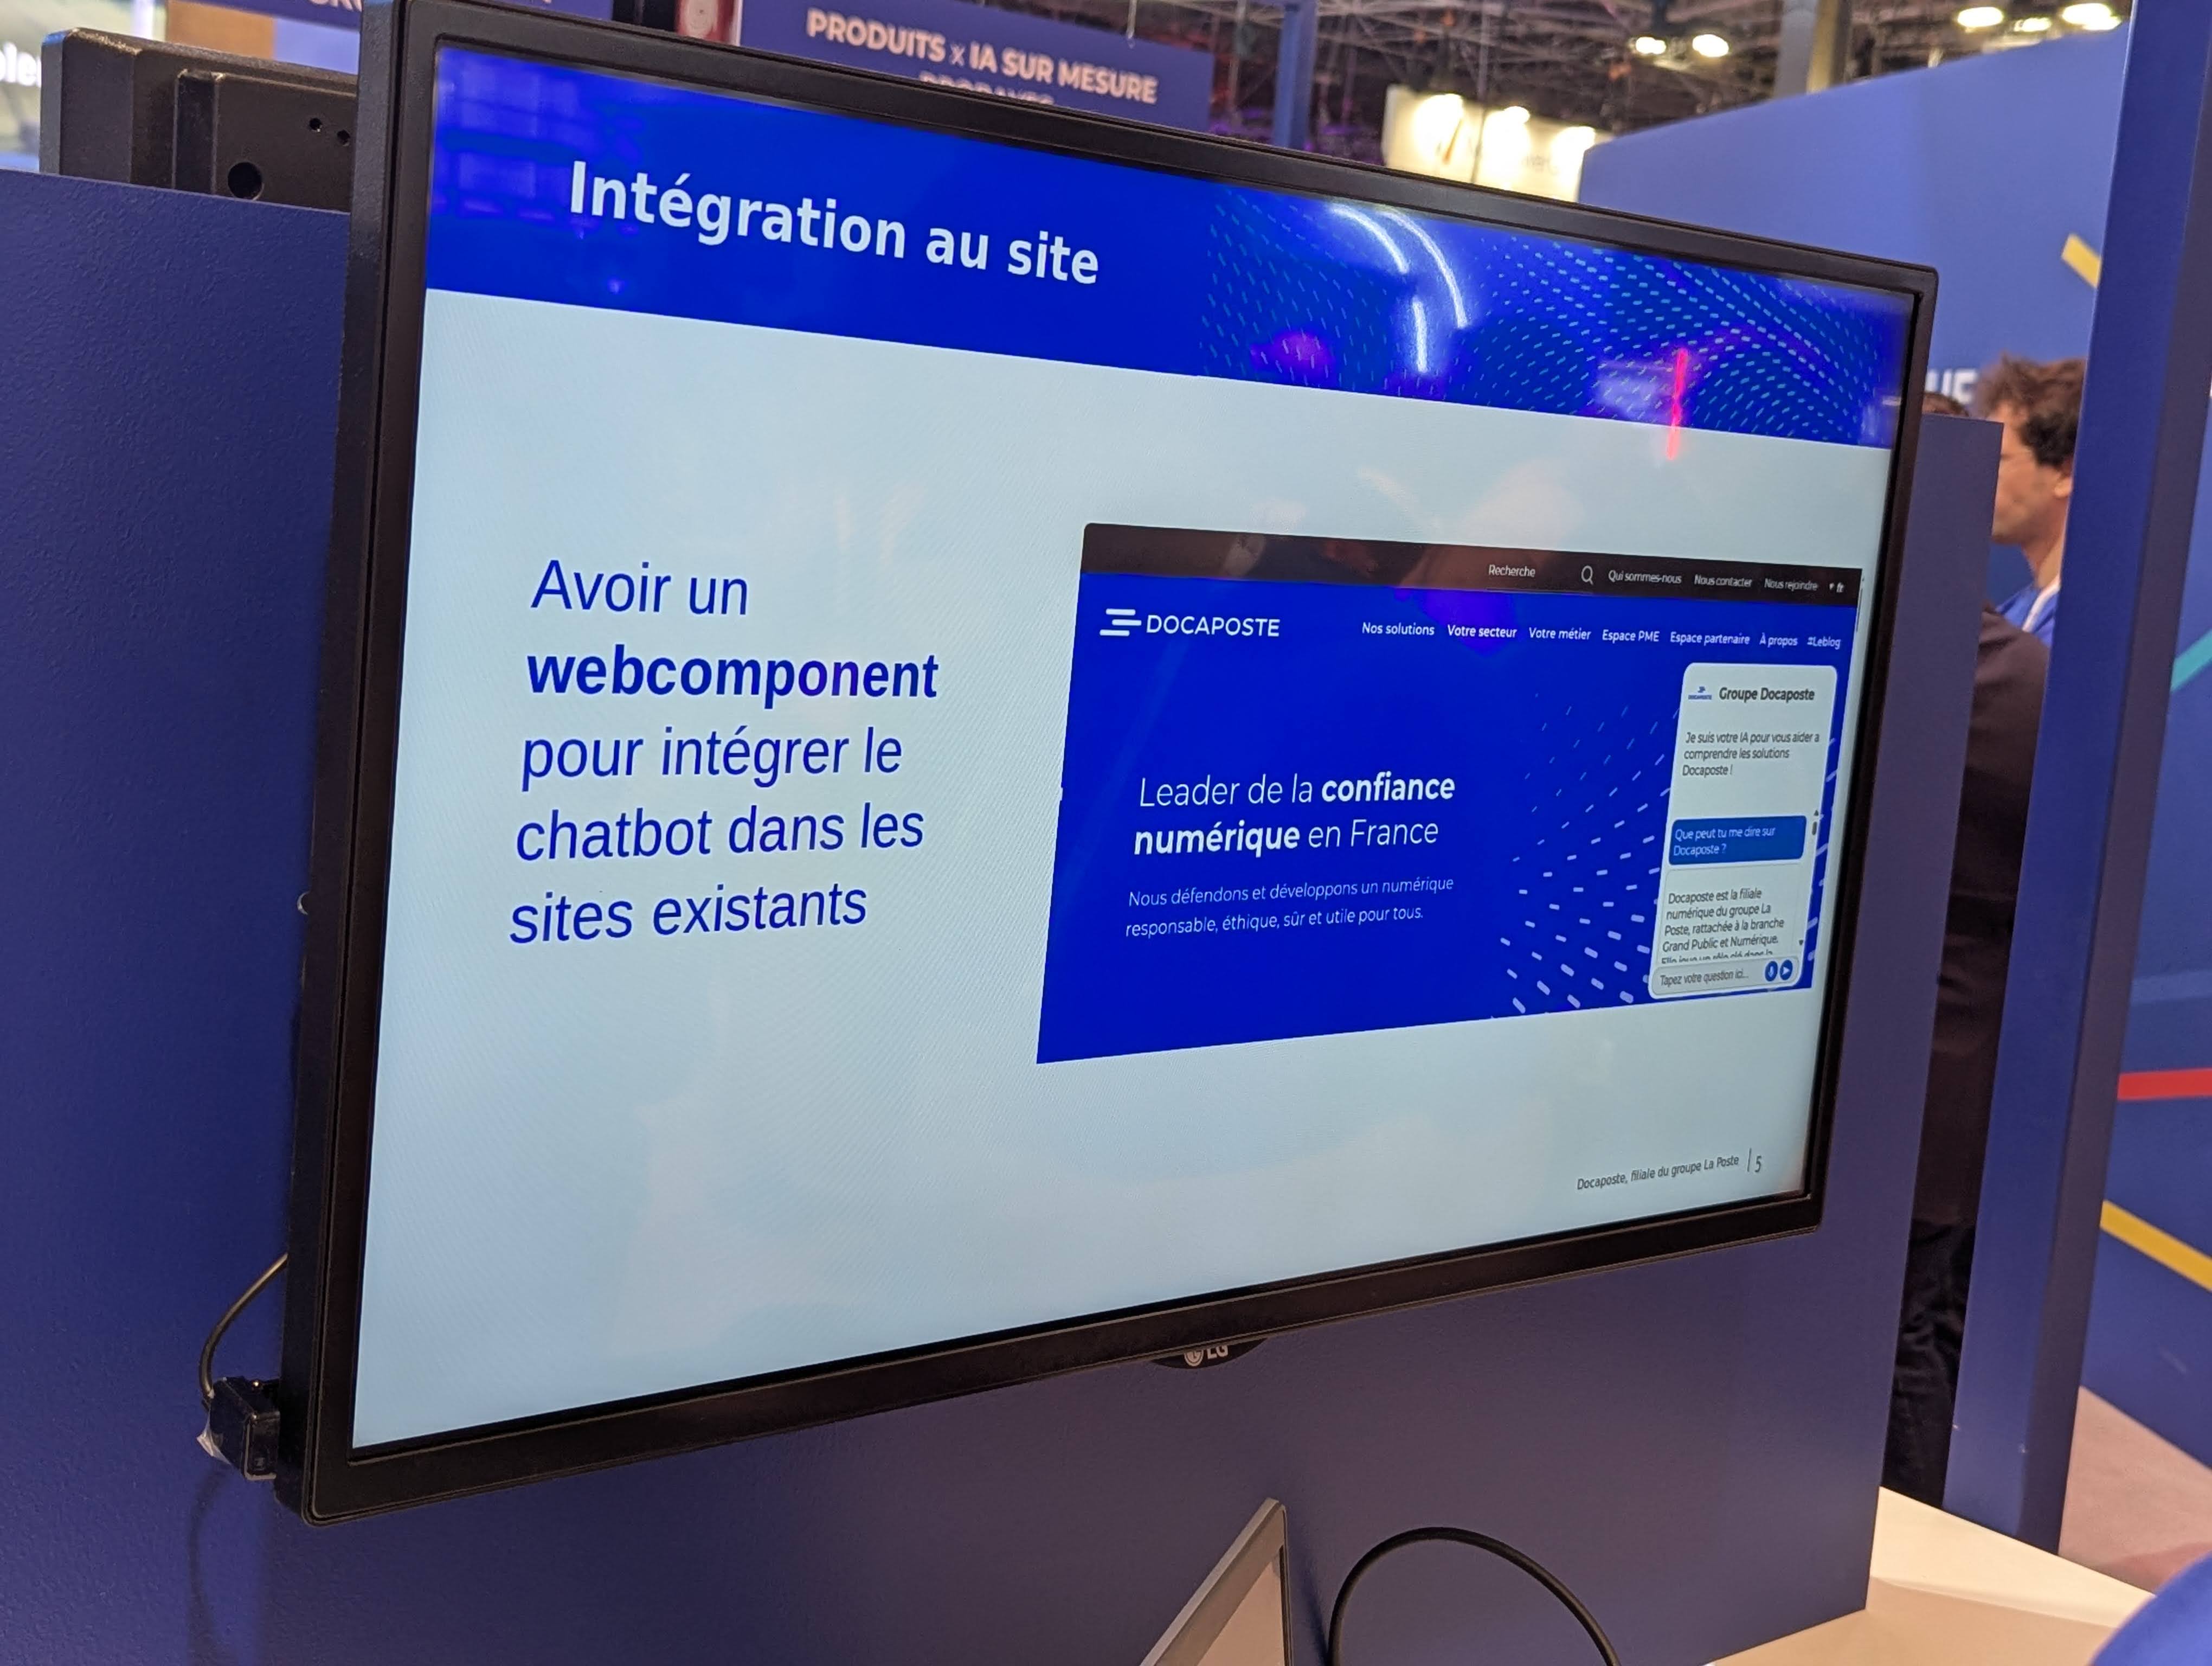 PRODUITS x IA SUR MESURE
Intégration au site
Avoir un
webcomponent
pour intégrer le
chatbot dans les
sites existants
Recherche
Qui sommes-nous
Nous contacter
Nous rejoindre
fr
DOCAPOSTE
Nos solutions
Votre secteur
Votre métier
Espace PME
Espace partenaire
À propos
#Leblog
Leader de la confiance
numérique en France
Nous défendons et développons un numérique
responsable, éthique, sûr et utile pour tous.
Groupe Docaposte
Je suis votre IA pour vous aider a
comprendre les solutions
Docaposte !
Que peut tu me dire sur
Docaposte ?
Docaposte est la filiale
numérique du groupe La
Poste, rattachée à la branche
Grand Public et Numérique.
Tapez votre question ici...
Docaposte, filiale du groupe La Poste | 5
LG